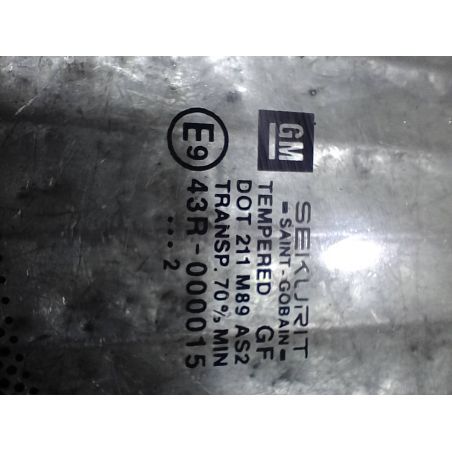 GM
SEKURIT
- SAINT-GOBAIN -
TEMPERED GF
DOT 211 M89 AS2
TRANSP. 70% MIN
E9 43R-000015
... 2